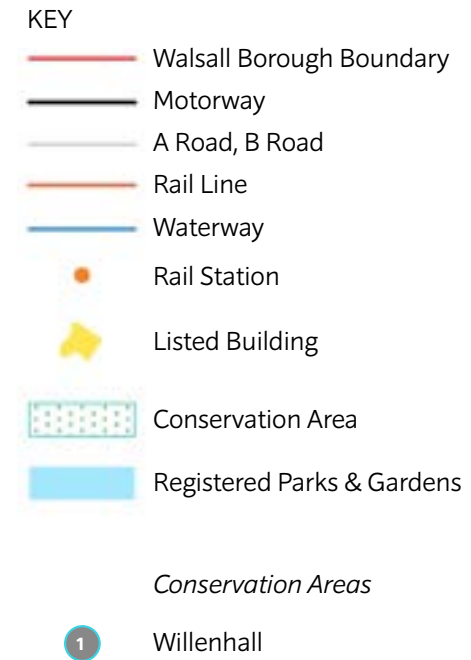 KEY
Walsall Borough Boundary
Motorway
A Road, B Road
Rail Line
Waterway
Rail Station
Listed Building
Conservation Area
Registered Parks & Gardens
Conservation Areas
1 Willenhall